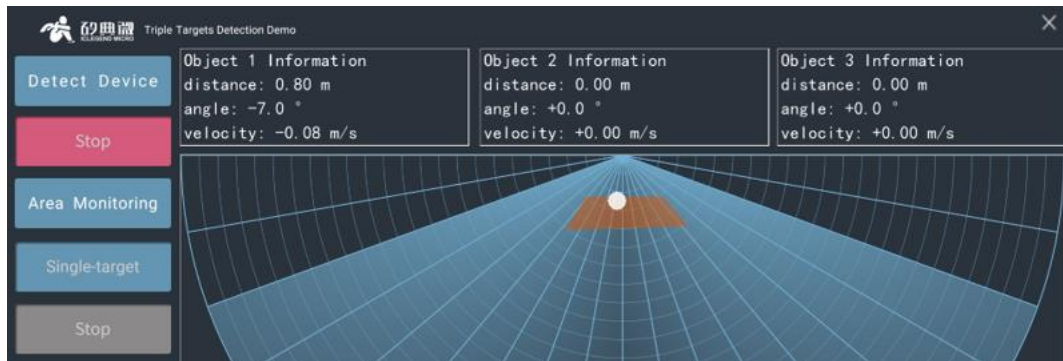 矽典微
ICLEGEND MICRO
Triple Targets Detection Demo
Detect Device
Stop
Area Monitoring
Single-target
Stop
Object 1 Information
distance: 0.80 m
angle: -7.0 °
velocity: -0.08 m/s
Object 2 Information
distance: 0.00 m
angle: +0.0 °
velocity: +0.00 m/s
Object 3 Information
distance: 0.00 m
angle: +0.0 °
velocity: +0.00 m/s